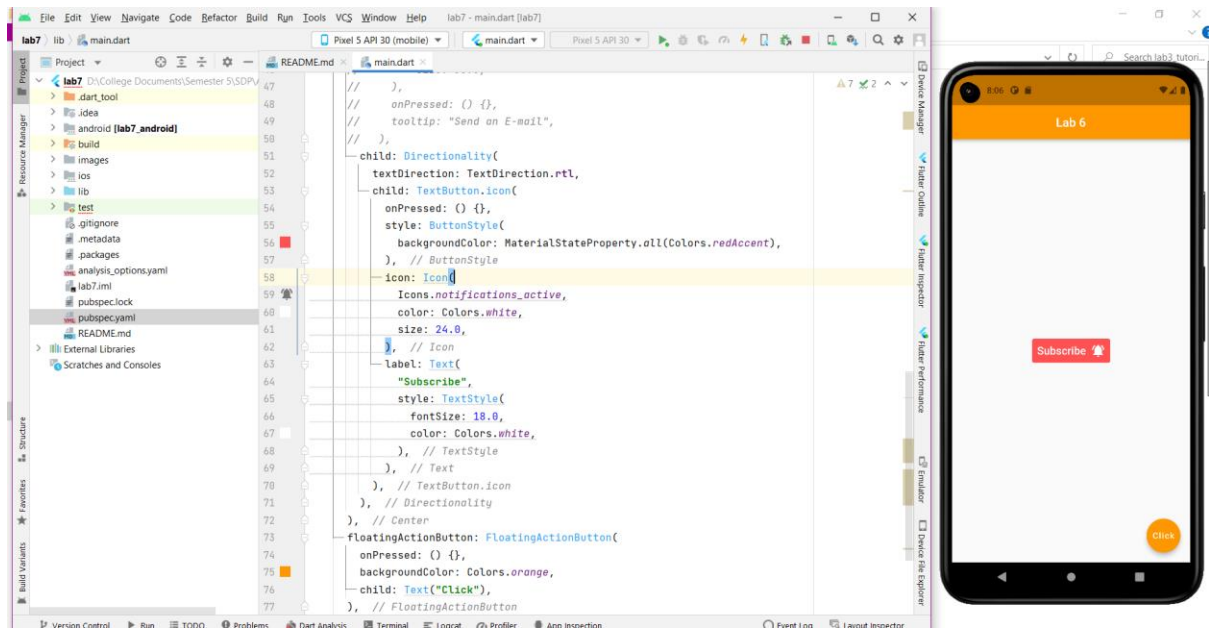 File Edit View Navigate Code Refactor Build Run Tools VCS Window Help lab7 - main.dart [lab7]
lab7 lib main.dart
Pixel 5 API 30 (mobile) main.dart Pixel 5 API 30
Project
README.md main.dart
lab7 D:\College Documents\Semester 5\SDP\
.dart_tool
.idea
android [lab7_android]
build
images
ios
lib
test
.gitignore
.metadata
.packages
analysis_options.yaml
lab7.iml
pubspec.lock
pubspec.yaml
README.md
External Libraries
Scratches and Consoles
7 2
47 // ),
48 // onPressed: () {},
49 // tooltip: "Send an E-mail",
50 // ),
51 child: Directionality(
52 textDirection: TextDirection.rtl,
53 child: TextButton.icon(
54 onPressed: () {},
55 style: ButtonStyle(
56 backgroundColor: MaterialStateProperty.all(Colors.redAccent),
57 ), // ButtonStyle
58 icon: Icon(
59 Icons.notifications_active,
60 color: Colors.white,
61 size: 24.0,
62 ), // Icon
63 label: Text(
64 "Subscribe",
65 style: TextStyle(
66 fontSize: 18.0,
67 color: Colors.white,
68 ), // TextStyle
69 ), // Text
70 ), // TextButton.icon
71 ), // Directionality
72 ), // Center
73 floatingActionButton: FloatingActionButton(
74 onPressed: () {},
75 backgroundColor: Colors.orange,
76 child: Text("Click"),
77 ), // FloatingActionButton
Project
Resource Manager
Structure
Favorites
Build Variants
Device Manager
Flutter Outline
Flutter Inspector
Flutter Performance
Emulator
Device File Explorer
Version Control Run TODO Problems Dart Analysis Terminal Logcat Profiler App Inspection Event Log Layout Inspector
Search lab3_tutori...
8:06
Lab 6
Subscribe
Click